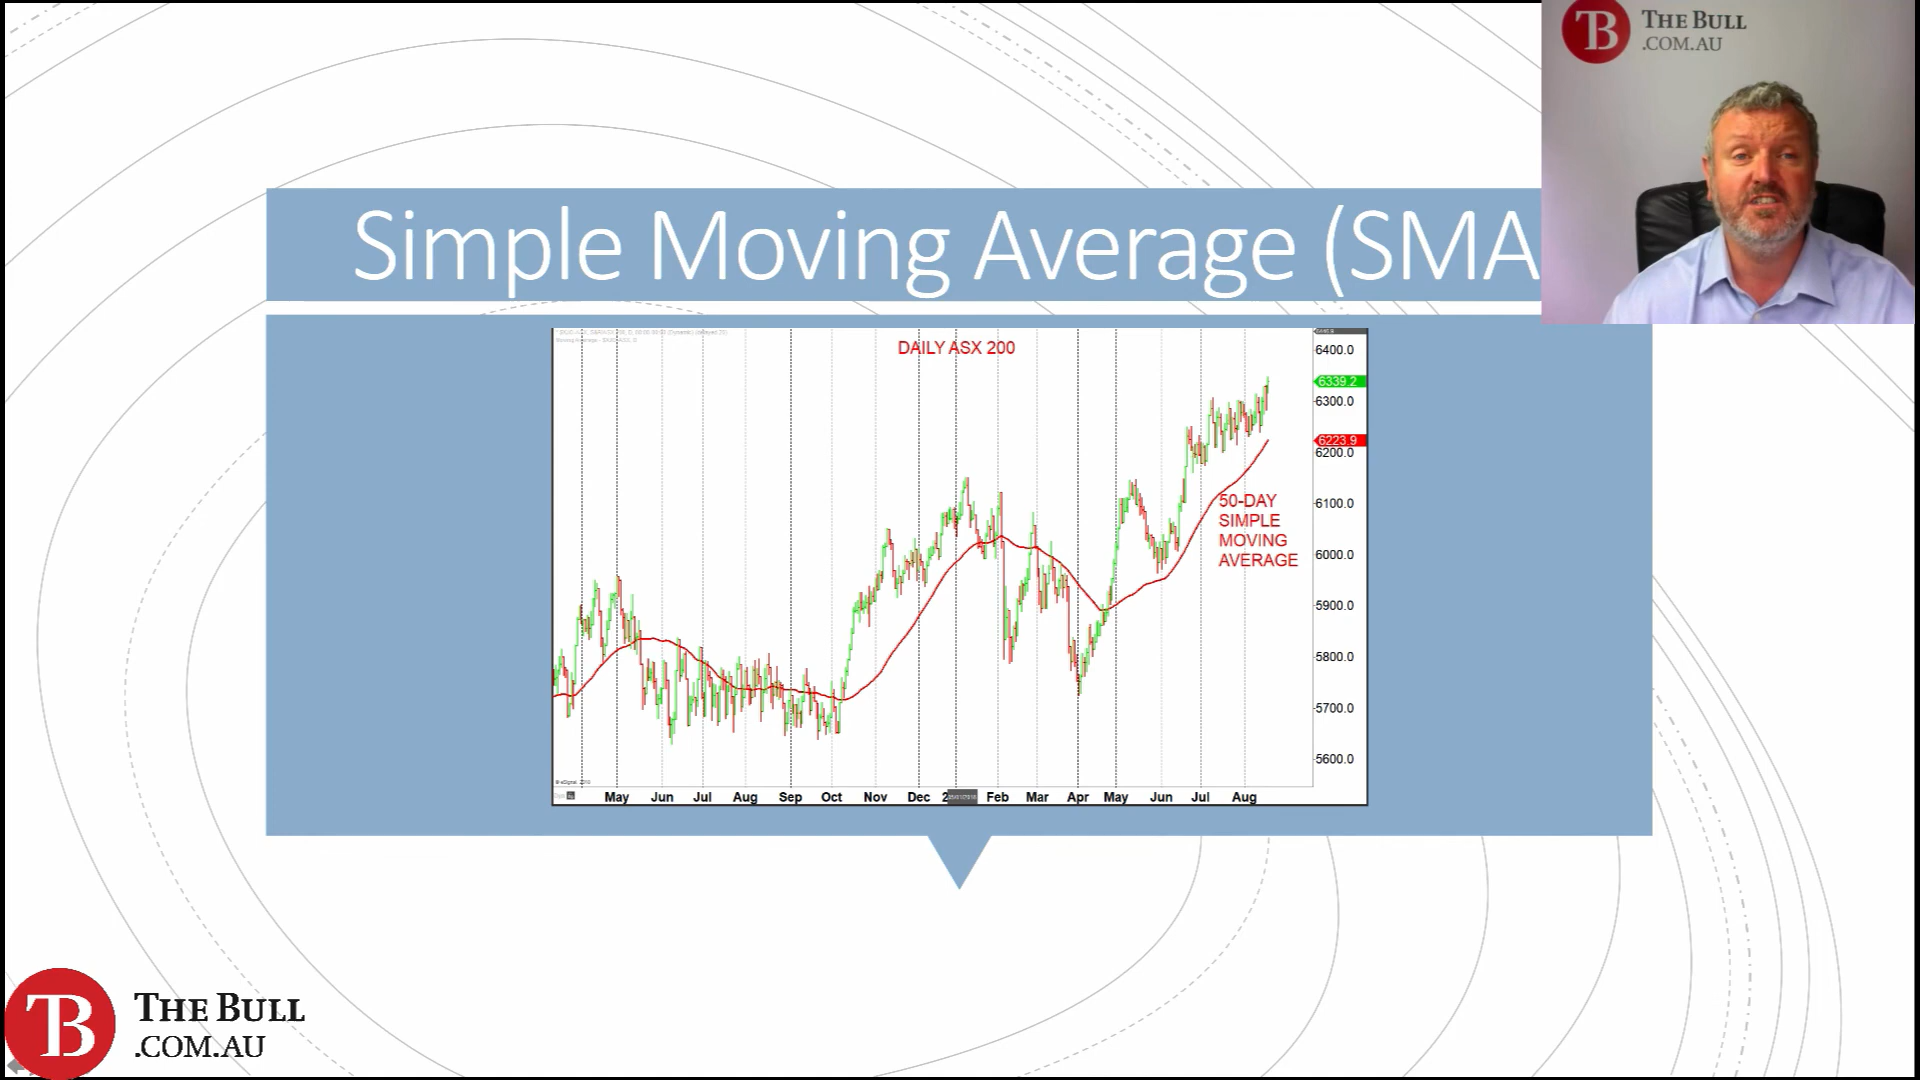 THE BULL
.COM.AU
Simple Moving Average (SMA
DAILY ASX 200
6400.0
6339.2
6300.0
6223.9
6200.0
6100.0
50-DAY
SIMPLE
MOVING
AVERAGE
6000.0
5900.0
5800.0
5700.0
5600.0
May Jun Jul Aug Sep Oct Nov Dec 2 Feb Mar Apr May Jun Jul Aug
THE BULL
.COM.AU